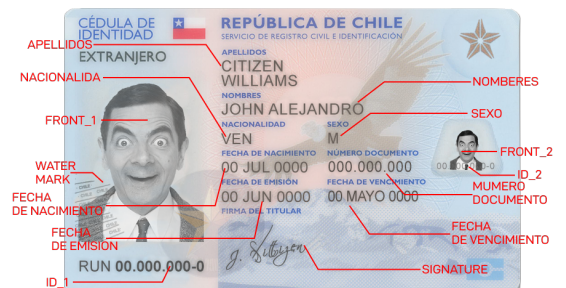 CÉDULA DE
IDENTIDAD
REPÚBLICA DE CHILE
SERVICIO DE REGISTRO CIVIL E IDENTIFICACIÓN
EXTRANJERO
APELLIDOS
APELLIDOS
CITIZEN
WILLIAMS
NACIONALIDA
NOMBRES
NOMBERES
JOHN ALEJANDRO
FRONT_1
NACIONALIDAD
SEXO
SEXO
VEN
M
FECHA DE NACIMIENTO
NÚMERO DOCUMENTO
FRONT_2
WATER
MARK
00 JUL 0000
000.000.000
ID_2
FECHA
DE NACIMIENTO
FECHA DE EMISIÓN
FECHA DE VENCIMIENTO
MUMERO
DOCUMENTO
00 JUN 0000
00 MAYO 0000
FIRMA DEL TITULAR
FECHA
DE EMISION
FECHA
DE VENCIMIENTO
RUN 00.000.000-0
SIGNATURE
ID_1